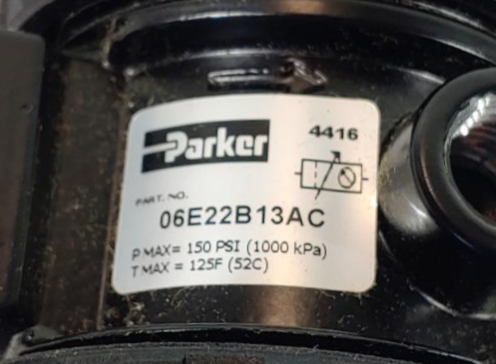 Parker
4416
PART. NO.
06E22B13AC
P MAX= 150 PSI (1000 kPa)
T MAX = 125F (52C)